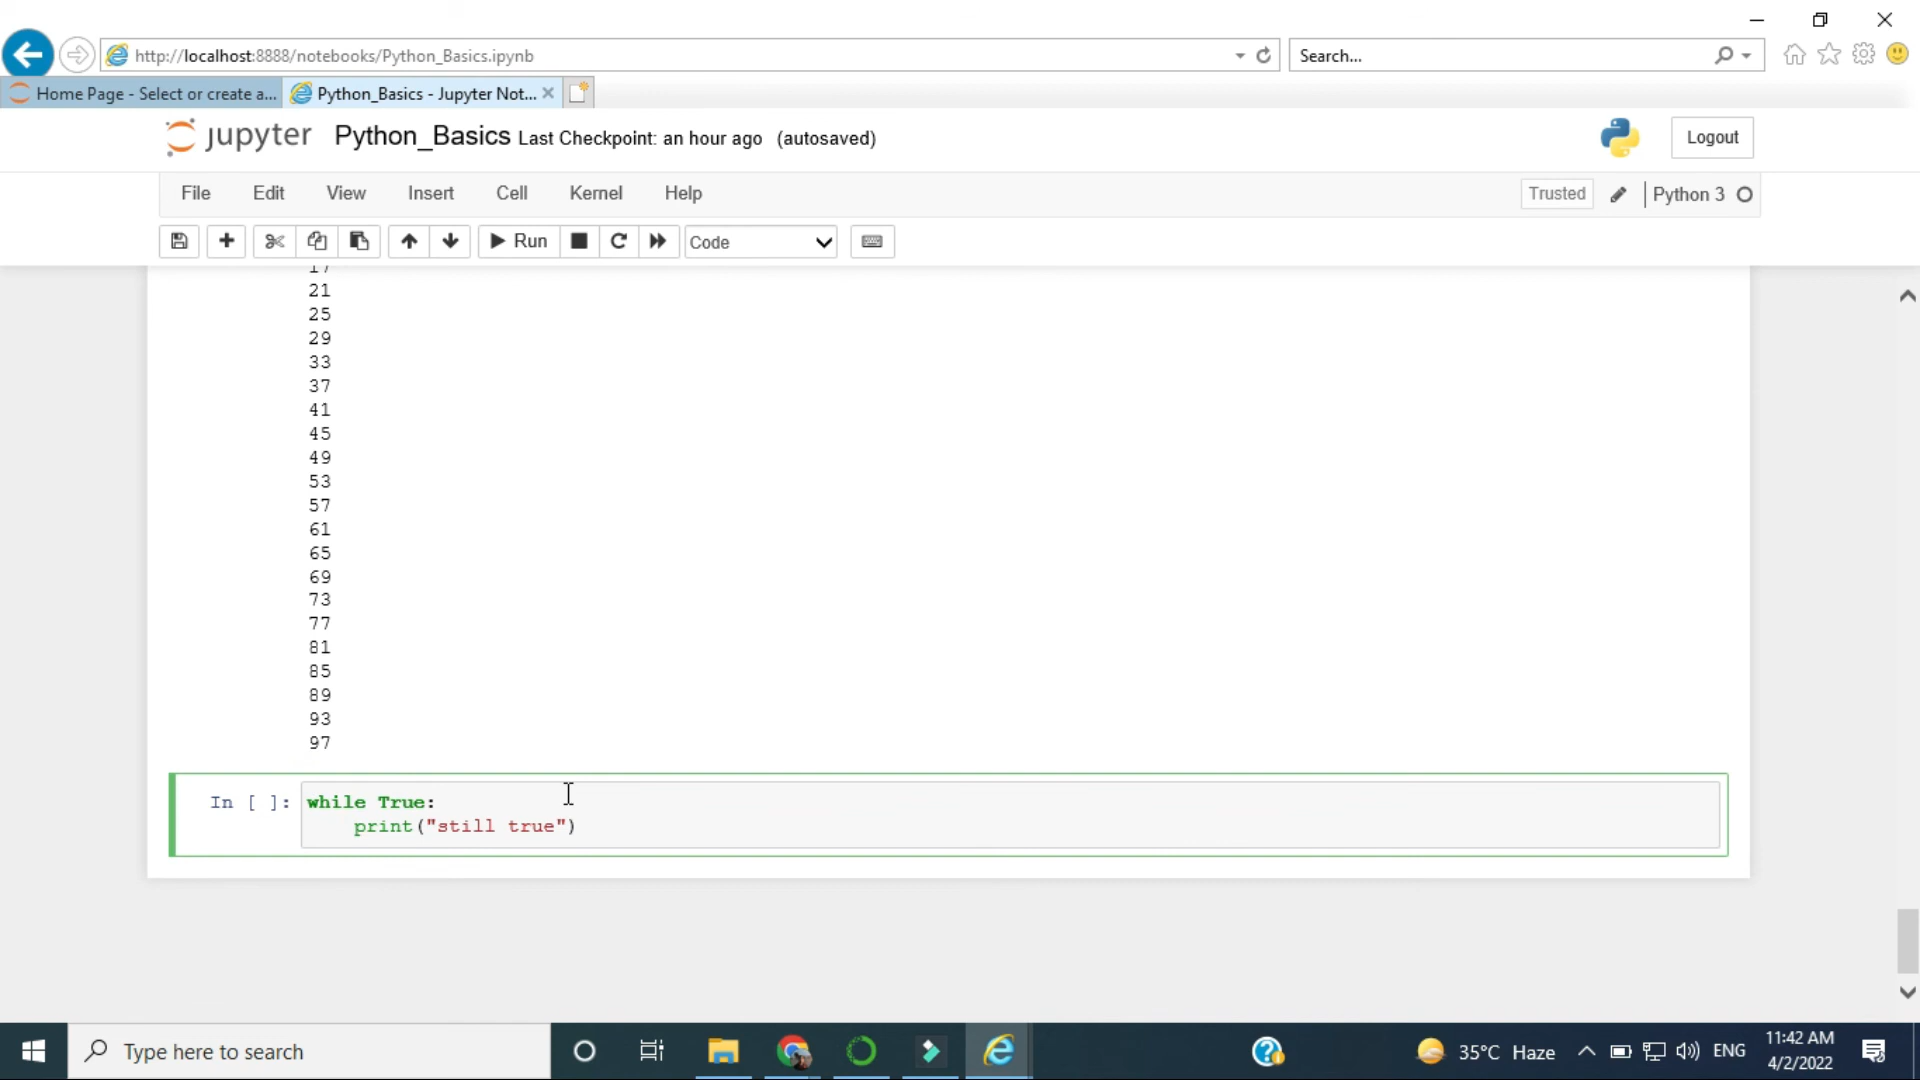 http://localhost:8888/notebooks/Python_Basics.ipynb
Search...
Home Page - Select or create a...
Python_Basics - Jupyter Not...
jupyter Python_Basics Last Checkpoint: an hour ago (autosaved)
Logout
File Edit View Insert Cell Kernel Help
Trusted Python 3
Run Code
17
21
25
29
33
37
41
45
49
53
57
61
65
69
73
77
81
85
89
93
97
In [ ]: while True:
print("still true")
Type here to search
35°C Haze
ENG
11:42 AM
4/2/2022